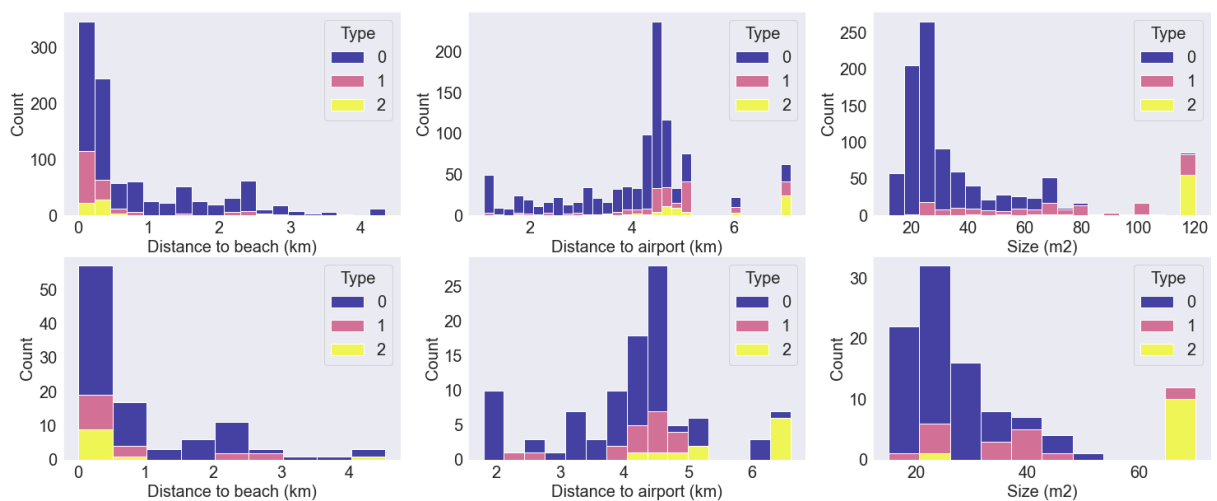 Count
300
200
100
0
Type
0
1
2
0 1 2 3 4
Distance to beach (km)
Count
200
150
100
50
0
Type
0
1
2
2 4 6
Distance to airport (km)
Count
250
200
150
100
50
0
Type
0
1
2
20 40 60 80 100 120
Size (m2)
Count
50
40
30
20
10
0
Type
0
1
2
0 1 2 3 4
Distance to beach (km)
Count
25
20
15
10
5
0
Type
0
1
2
2 3 4 5 6
Distance to airport (km)
Count
30
20
10
0
Type
0
1
2
20 40 60
Size (m2)